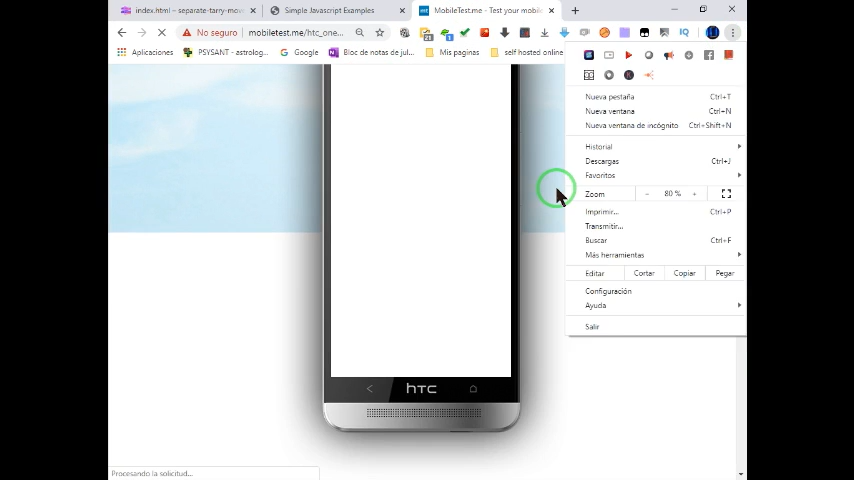 index.html – separate-tarry-mov
Simple Javascript Examples
MobileTest.me - Test your mobile
No seguro
mobiletest.me/htc_one...
Aplicaciones
PSYSANT - astrolog...
Google
Bloc de notas de jul...
Mis paginas
self hosted online
Nueva pestaña Ctrl+T
Nueva ventana Ctrl+N
Nueva ventana de incógnito Ctrl+Shift+N
Historial
Descargas Ctrl+J
Favoritos
Zoom - 80 % +
Imprimir... Ctrl+P
Transmitir...
Buscar Ctrl+F
Más herramientas
Editar Cortar Copiar Pegar
Configuración
Ayuda
Salir
htc
Procesando la solicitud...